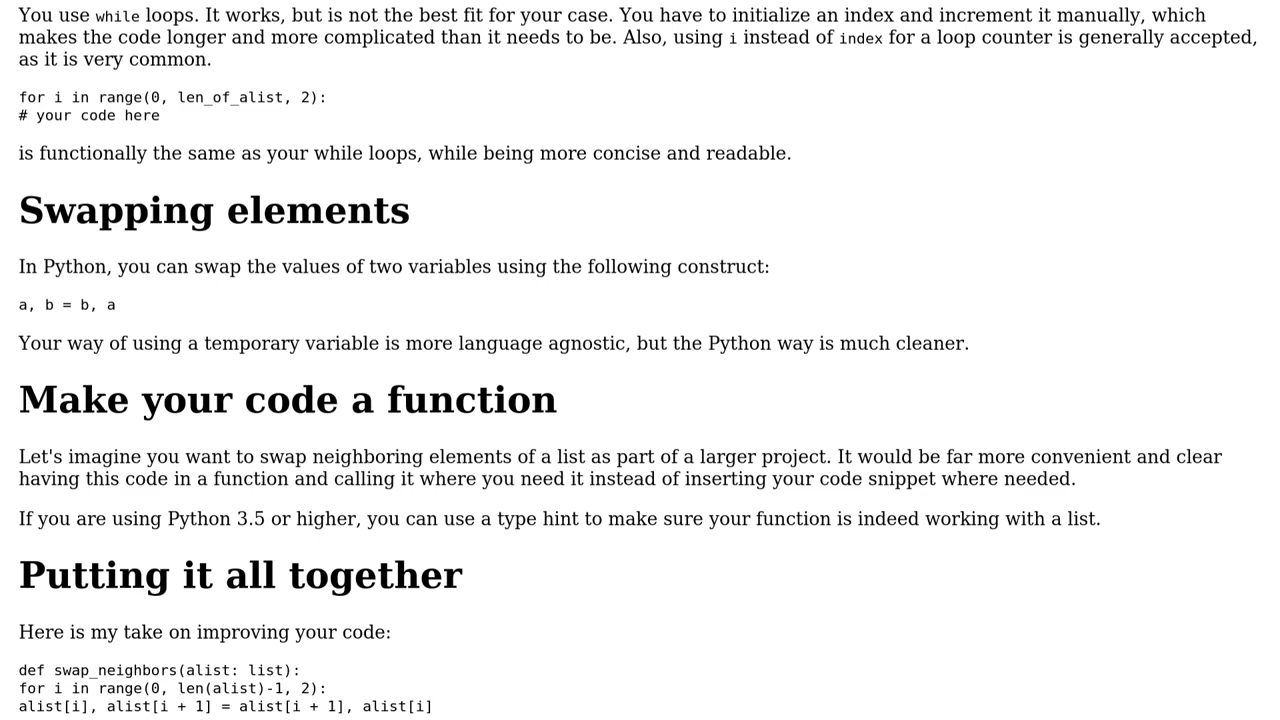 You use while loops. It works, but is not the best fit for your case. You have to initialize an index and increment it manually, which
makes the code longer and more complicated than it needs to be. Also, using i instead of index for a loop counter is generally accepted,
as it is very common.
for i in range(0, len_of_alist, 2):
# your code here
is functionally the same as your while loops, while being more concise and readable.
Swapping elements
In Python, you can swap the values of two variables using the following construct:
a, b = b, a
Your way of using a temporary variable is more language agnostic, but the Python way is much cleaner.
Make your code a function
Let's imagine you want to swap neighboring elements of a list as part of a larger project. It would be far more convenient and clear
having this code in a function and calling it where you need it instead of inserting your code snippet where needed.
If you are using Python 3.5 or higher, you can use a type hint to make sure your function is indeed working with a list.
Putting it all together
Here is my take on improving your code:
def swap_neighbors(alist: list):
for i in range(0, len(alist)-1, 2):
alist[i], alist[i + 1] = alist[i + 1], alist[i]